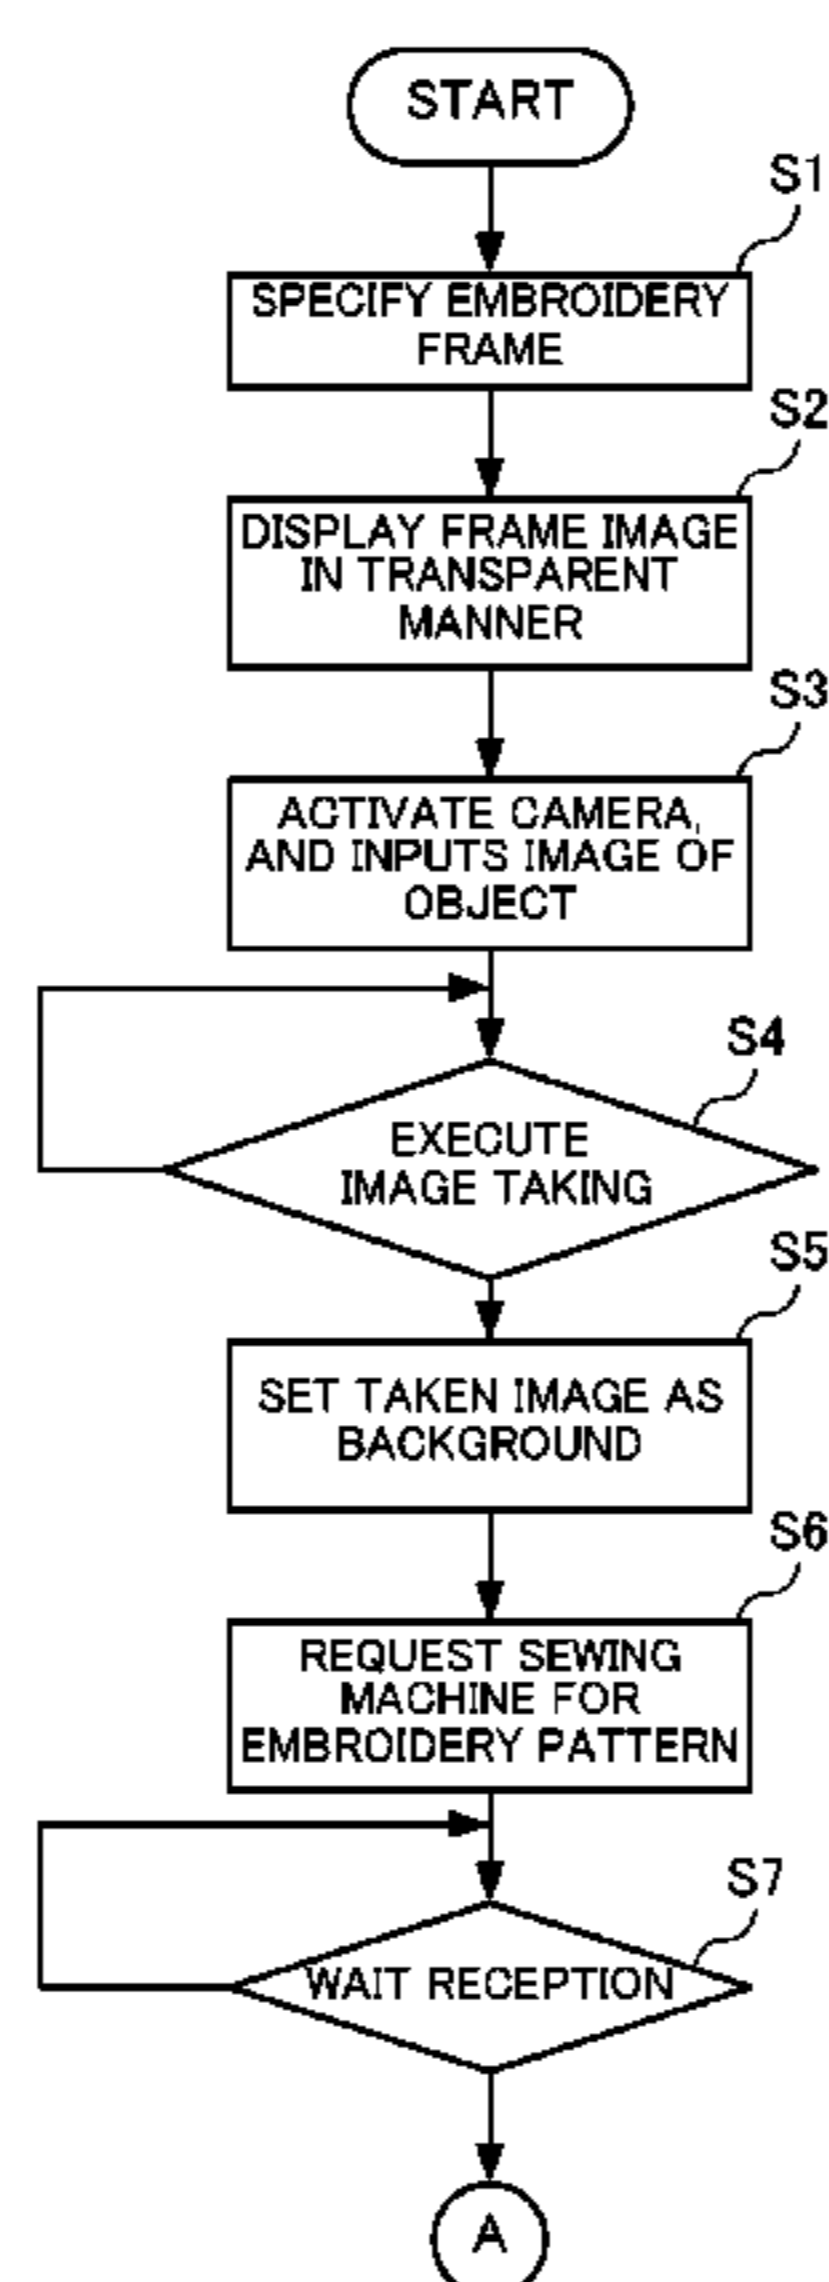 START
S1
SPECIFY EMBROIDERY
FRAME
S2
DISPLAY FRAME IMAGE
IN TRANSPARENT
MANNER
S3
ACTIVATE CAMERA,
AND INPUTS IMAGE OF
OBJECT
S4
EXECUTE
IMAGE TAKING
S5
SET TAKEN IMAGE AS
BACKGROUND
S6
REQUEST SEWING
MACHINE FOR
EMBROIDERY PATTERN
S7
WAIT RECEPTION
A